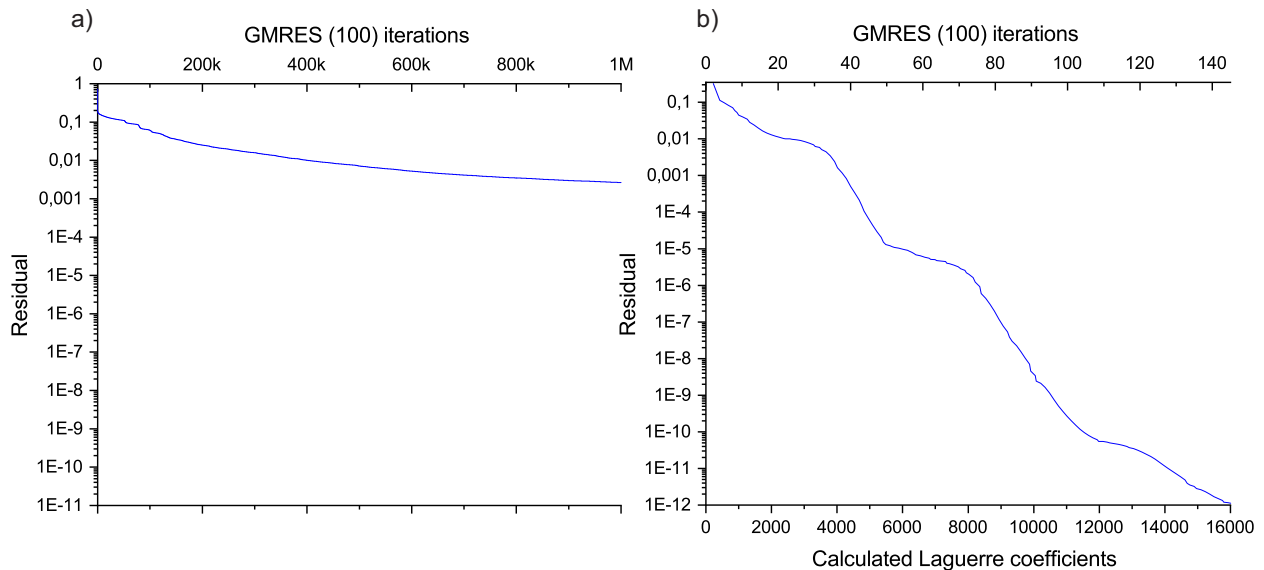 a)
GMRES (100) iterations
0 200k 400k 600k 800k 1M
1
0,1
0,01
0,001
1E-4
1E-5
1E-6
1E-7
1E-8
1E-9
1E-10
1E-11
Residual
b)
GMRES (100) iterations
0 20 40 60 80 100 120 140
0,1
0,01
0,001
1E-4
1E-5
1E-6
1E-7
1E-8
1E-9
1E-10
1E-11
1E-12
Residual
0 2000 4000 6000 8000 10000 12000 14000 16000
Calculated Laguerre coefficients